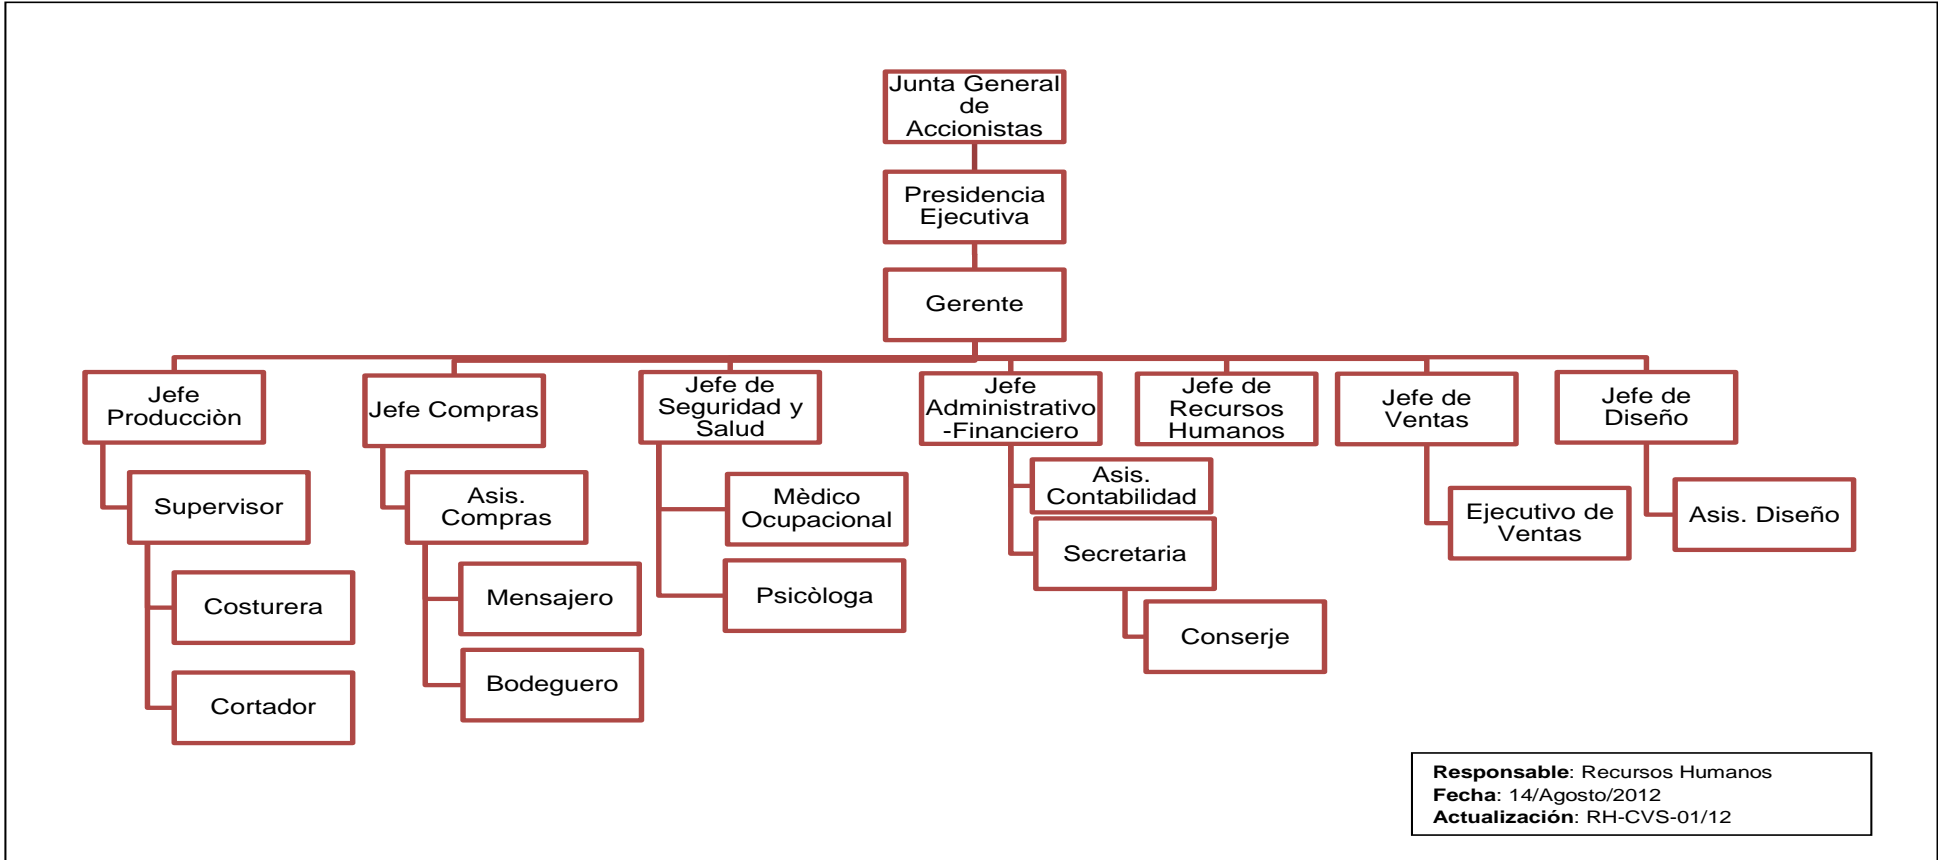 Junta General
de
Accionistas
Presidencia
Ejecutiva
Gerente
Jefe
Producciòn
Jefe Compras
Jefe de
Seguridad y
Salud
Jefe
Administrativo
-Financiero
Jefe de
Recursos
Humanos
Jefe de
Ventas
Jefe de
Diseño
Supervisor
Costurera
Cortador
Asis.
Compras
Mensajero
Bodeguero
Mèdico
Ocupacional
Psicòloga
Asis.
Contabilidad
Secretaria
Conserje
Ejecutivo de
Ventas
Asis. Diseño
Responsable: Recursos Humanos
Fecha: 14/Agosto/2012
Actualización: RH-CVS-01/12